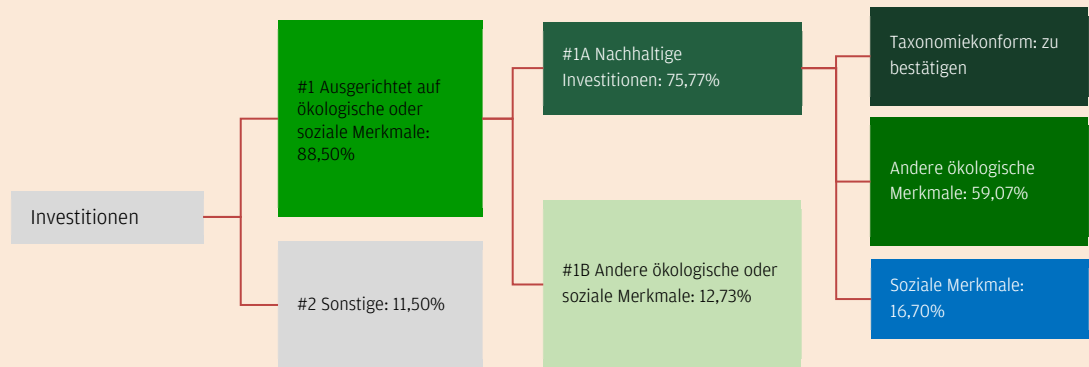 Investitionen
#1 Ausgerichtet auf
ökologische oder
soziale Merkmale:
88,50%
#2 Sonstige: 11,50%
#1A Nachhaltige
Investitionen: 75,77%
#1B Andere ökologische oder
soziale Merkmale: 12,73%
Taxonomiekonform: zu
bestätigen
Andere ökologische
Merkmale: 59,07%
Soziale Merkmale:
16,70%